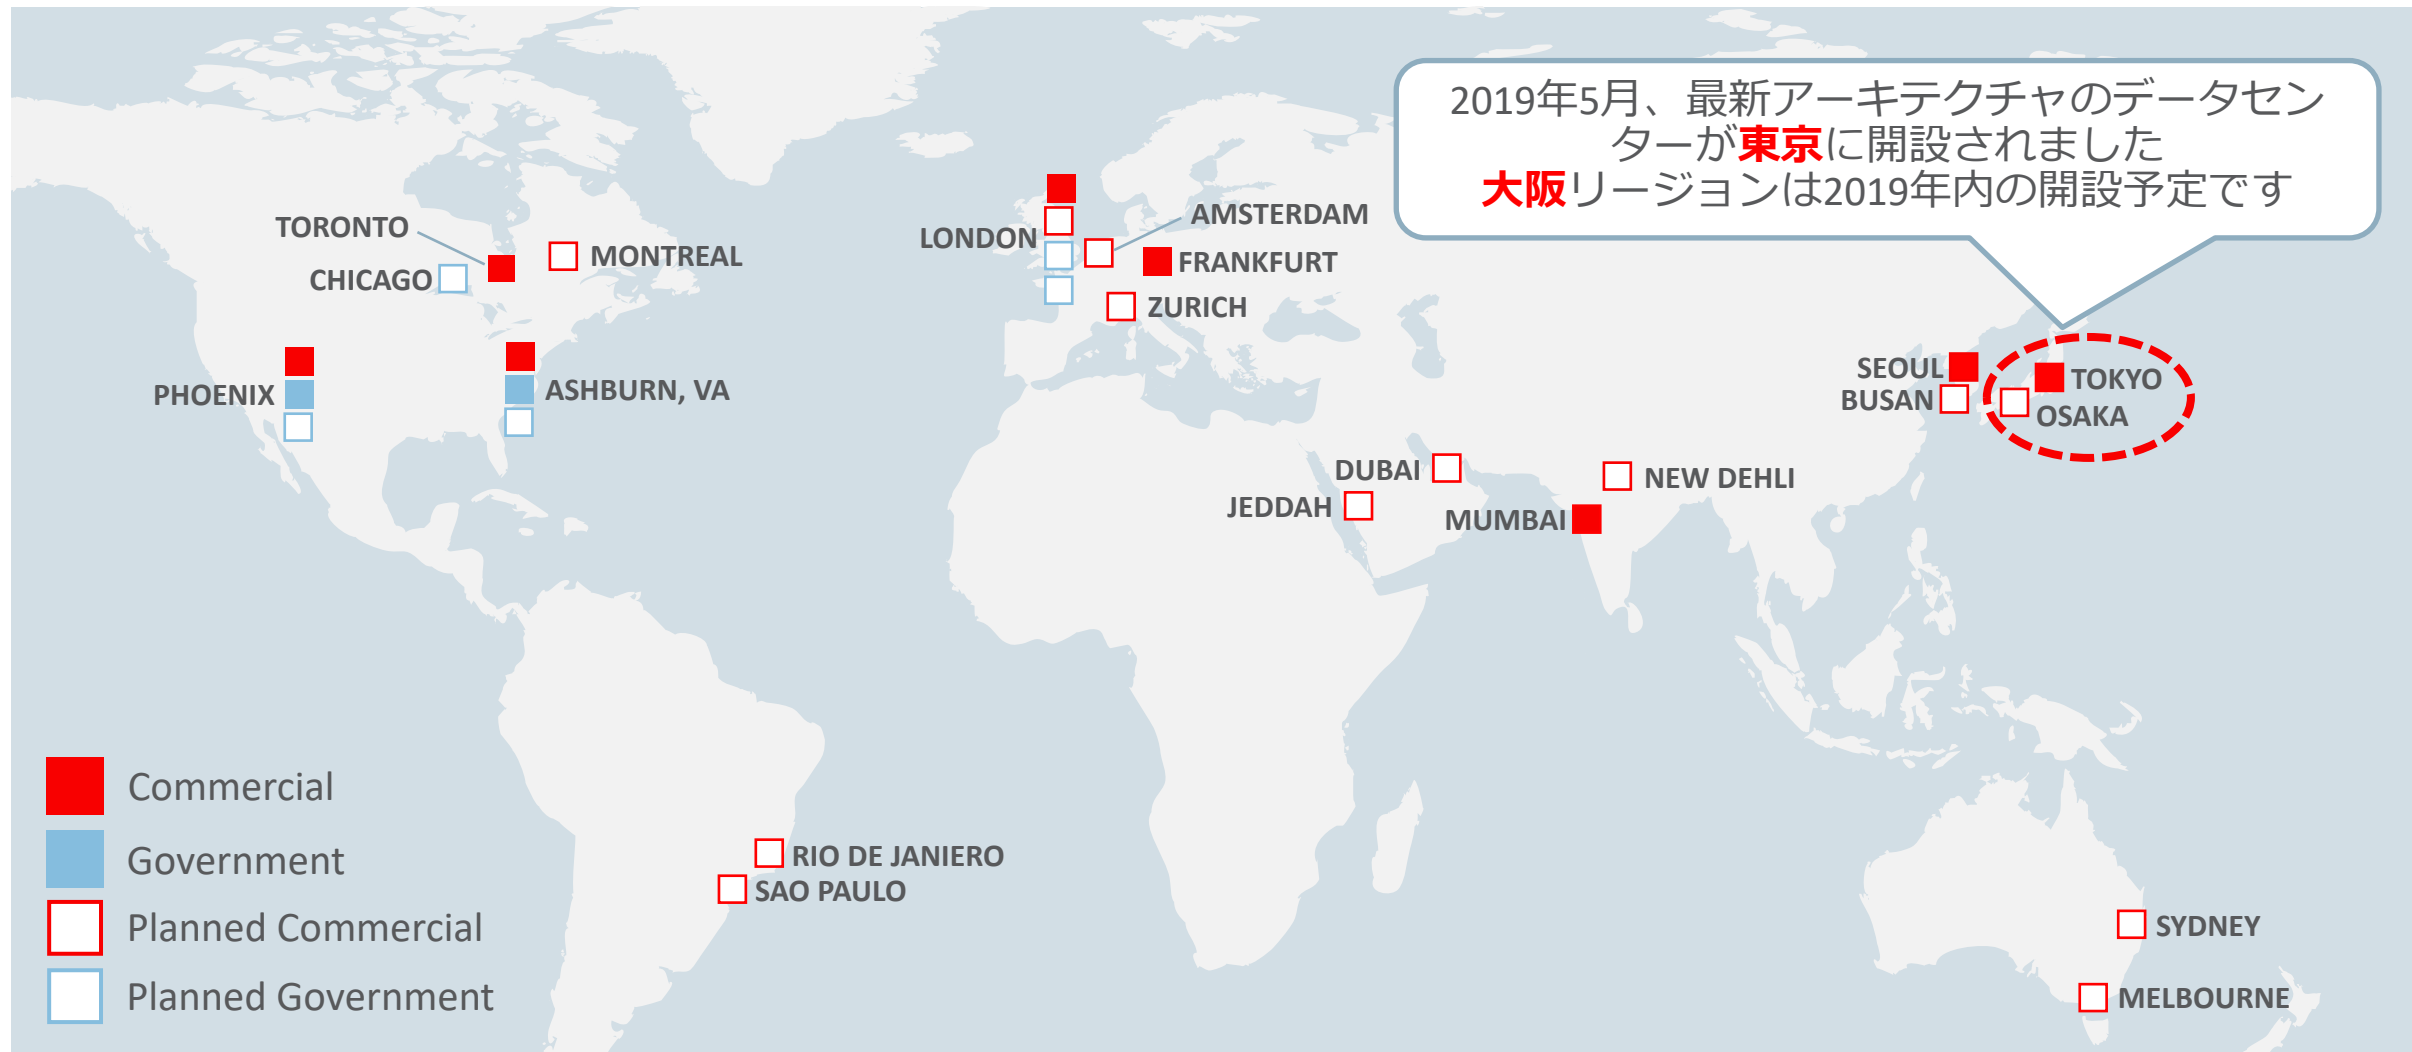 2019年5月、最新アーキテクチャのデータセン
ターが東京に開設されました
大阪リージョンは2019年内の開設予定です
TORONTO
MONTREAL
CHICAGO
PHOENIX
ASHBURN, VA
LONDON
AMSTERDAM
FRANKFURT
ZURICH
SEOUL
BUSAN
TOKYO
OSAKA
DUBAI
JEDDAH
NEW DEHLI
MUMBAI
RIO DE JANIERO
SAO PAULO
SYDNEY
MELBOURNE
Commercial
Government
Planned Commercial
Planned Government